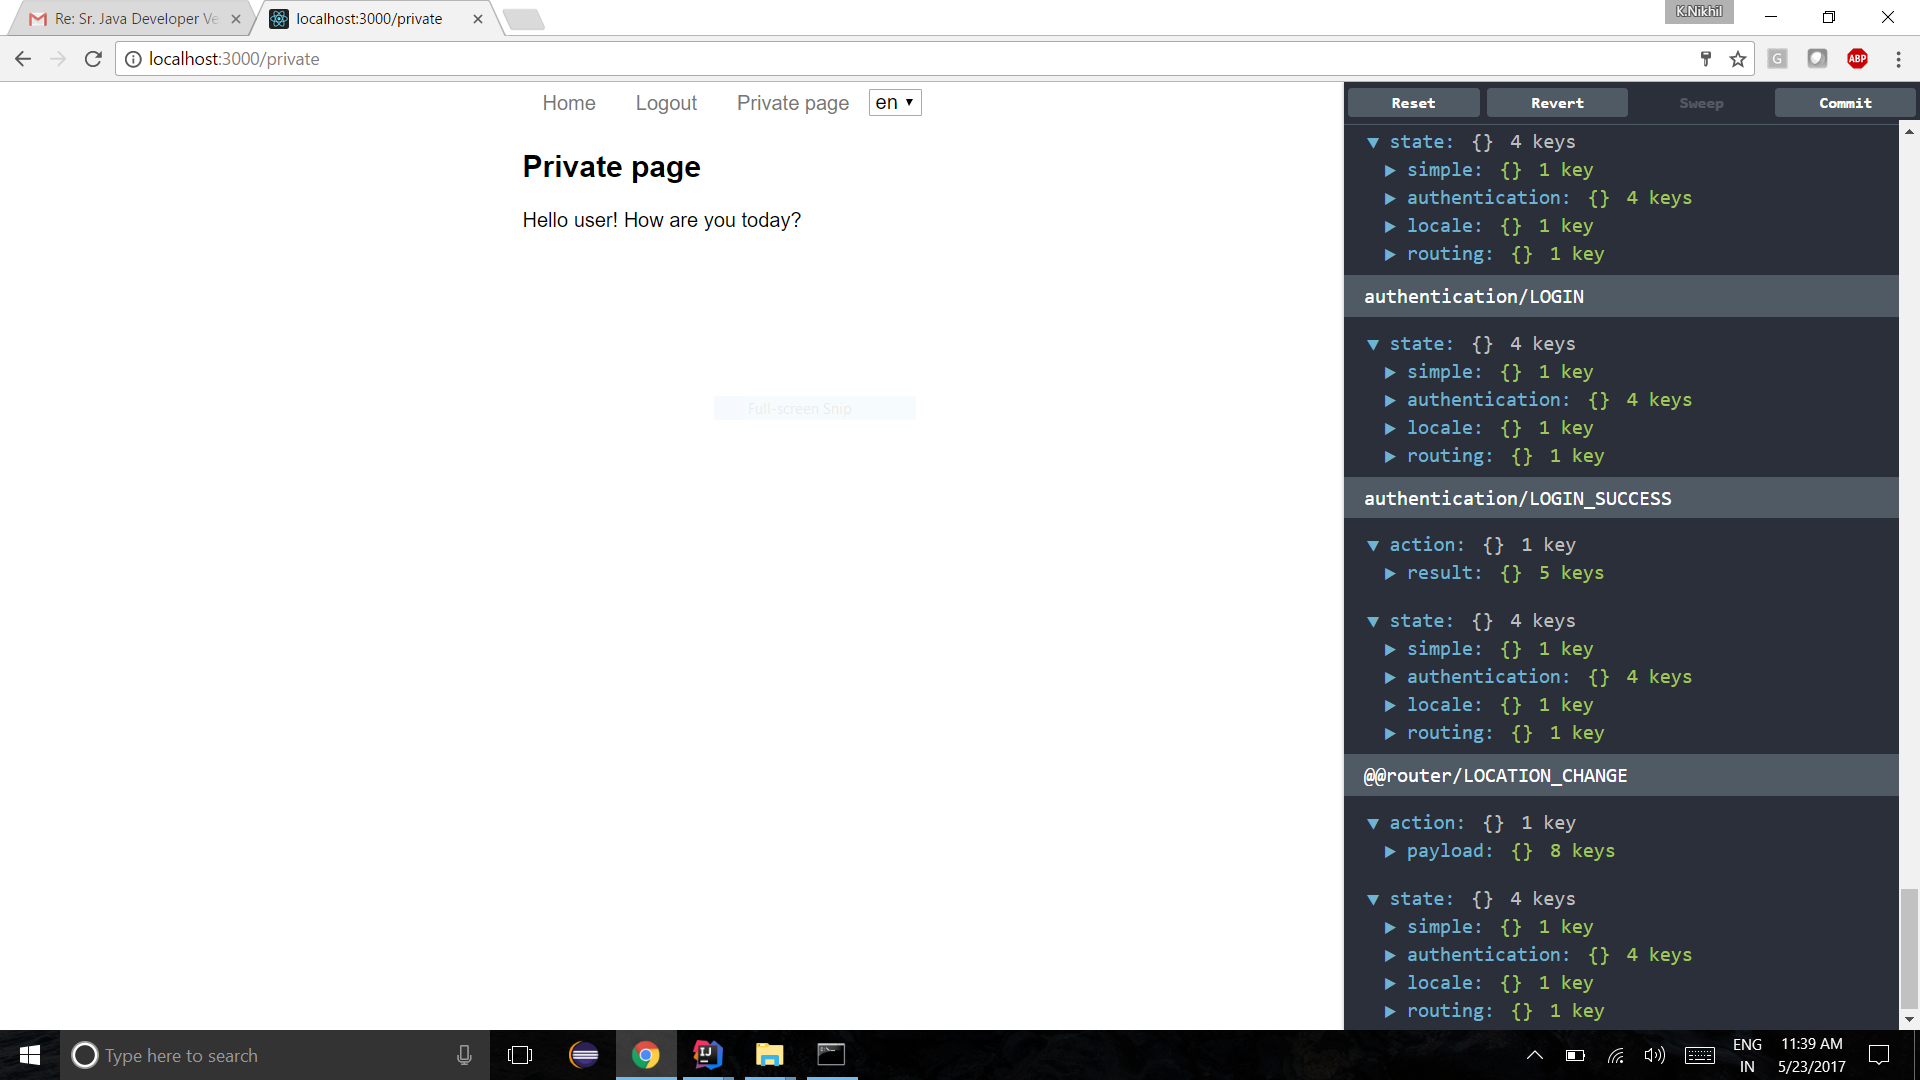 Re: Sr. Java Developer Ve
localhost:3000/private
K.Nikhil
localhost:3000/private
G
ABP
Home Logout Private page en
Private page
Hello user! How are you today?
Full-screen Snip
Reset Revert Sweep Commit
state: {} 4 keys
simple: {} 1 key
authentication: {} 4 keys
locale: {} 1 key
routing: {} 1 key
authentication/LOGIN
state: {} 4 keys
simple: {} 1 key
authentication: {} 4 keys
locale: {} 1 key
routing: {} 1 key
authentication/LOGIN_SUCCESS
action: {} 1 key
result: {} 5 keys
state: {} 4 keys
simple: {} 1 key
authentication: {} 4 keys
locale: {} 1 key
routing: {} 1 key
@@router/LOCATION_CHANGE
action: {} 1 key
payload: {} 8 keys
state: {} 4 keys
simple: {} 1 key
authentication: {} 4 keys
locale: {} 1 key
routing: {} 1 key
Type here to search
IJ
ENG
IN
11:39 AM
5/23/2017